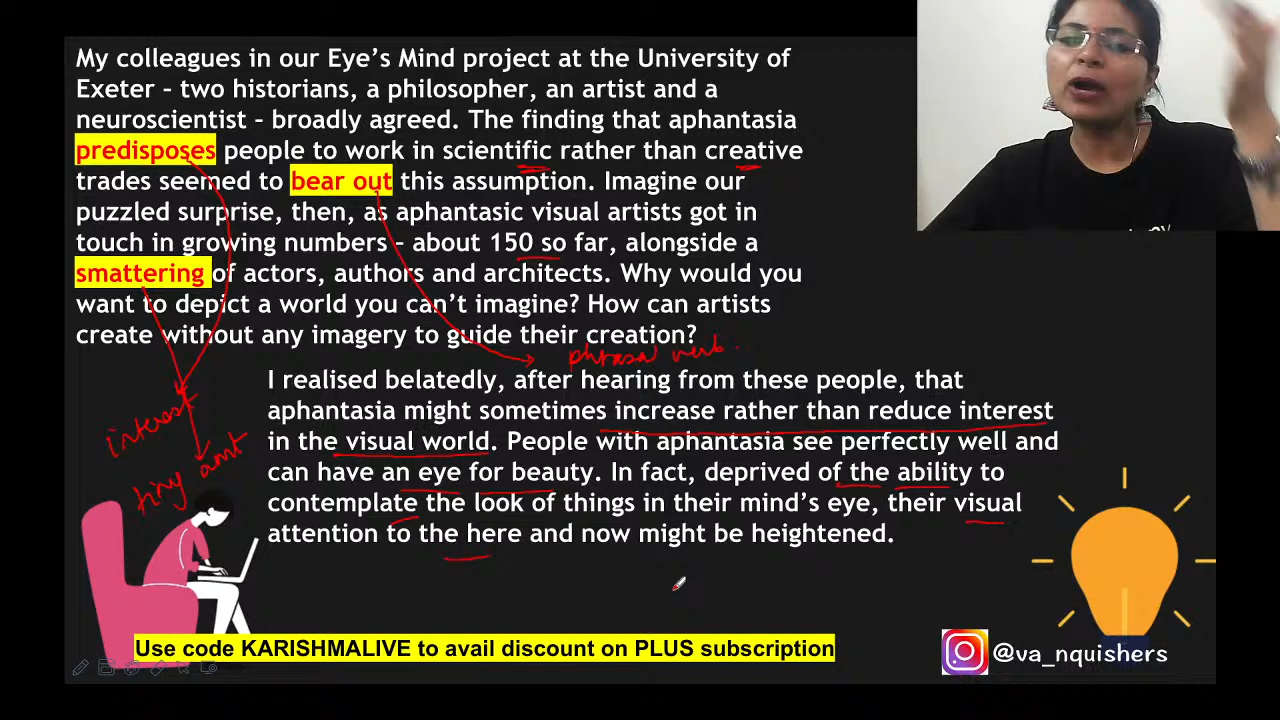 My colleagues in our Eye's Mind project at the University of
Exeter – two historians, a philosopher, an artist and a
neuroscientist – broadly agreed. The finding that aphantasia
predisposes people to work in scientific rather than creative
trades seemed to bear out this assumption. Imagine our
puzzled surprise, then, as aphantasic visual artists got in
touch in growing numbers – about 150 so far, alongside a
smattering of actors, authors and architects. Why would you
want to depict a world you can't imagine? How can artists
create without any imagery to guide their creation?
phrasal verb..
I realised belatedly, after hearing from these people, that
aphantasia might sometimes increase rather than reduce interest
in the visual world. People with aphantasia see perfectly well and
can have an eye for beauty. In fact, deprived of the ability to
contemplate the look of things in their mind's eye, their visual
attention to the here and now might be heightened.
interest
tiny amt
Use code KARISHMALIVE to avail discount on PLUS subscription
@va_nquishers